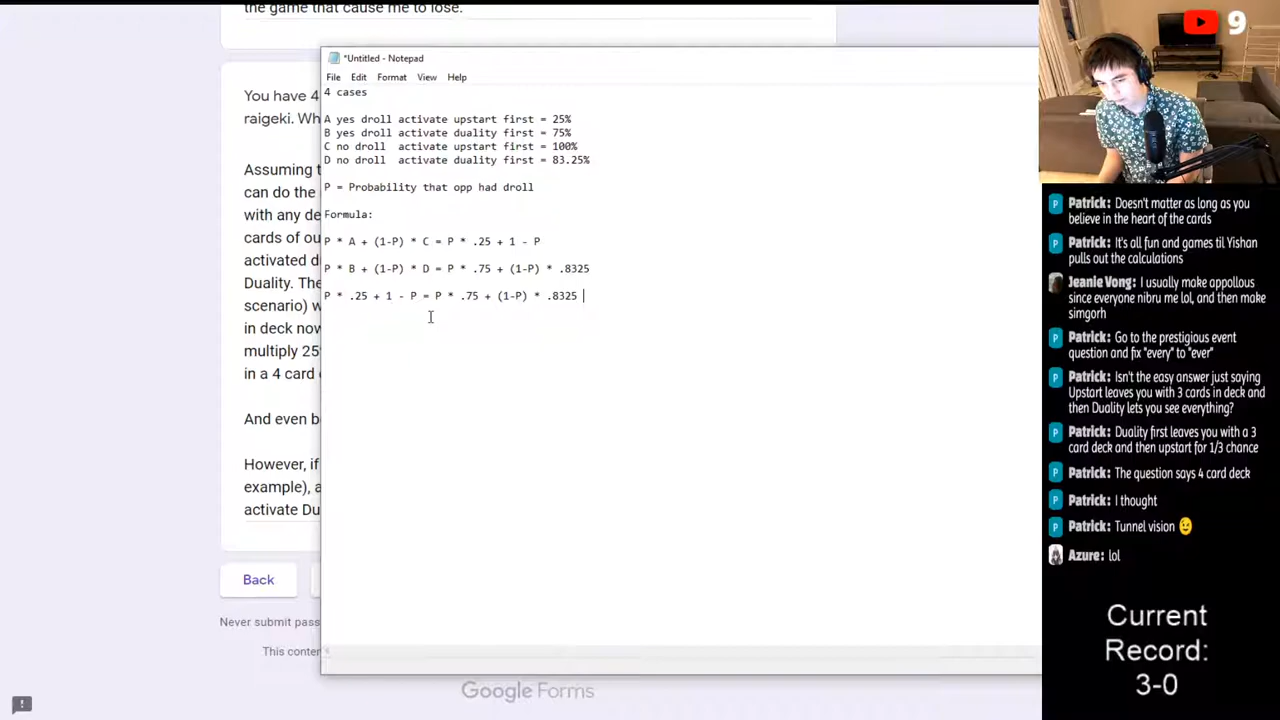 the game that cause me to lose.
You have 4
raigeki. Wh
Assuming t
can do the
with any de
cards of ou
activated d
Duality. The
scenario) w
in deck now
multiply 25
in a 4 card
And even b
However, if
example), a
activate Du
Back
Never submit pass
This conten
Google Forms
*Untitled - Notepad
File Edit Format View Help
4 cases
A yes droll activate upstart first = 25%
B yes droll activate duality first = 75%
C no droll  activate upstart first = 100%
D no droll  activate duality first = 83.25%
P = Probability that opp had droll
Formula:
P * A + (1-P) * C = P * .25 + 1 - P
P * B + (1-P) * D = P * .75 + (1-P) * .8325
P * .25 + 1 - P = P * .75 + (1-P) * .8325
9
Patrick: Doesn't matter as long as you
believe in the heart of the cards
Patrick: It's all fun and games til Yishan
pulls out the calculations
Jeanie Vong: I usually make appollous
since everyone nibru me lol, and then make
simgorh
Patrick: Go to the prestigious event
question and fix "every" to "ever"
Patrick: Isn't the easy answer just saying
Upstart leaves you with 3 cards in deck and
then Duality lets you see everything?
Patrick: Duality first leaves you with a 3
card deck and then upstart for 1/3 chance
Patrick: The question says 4 card deck
Patrick: I thought
Patrick: Tunnel vision 😉
Azure: lol
Current
Record:
3-0